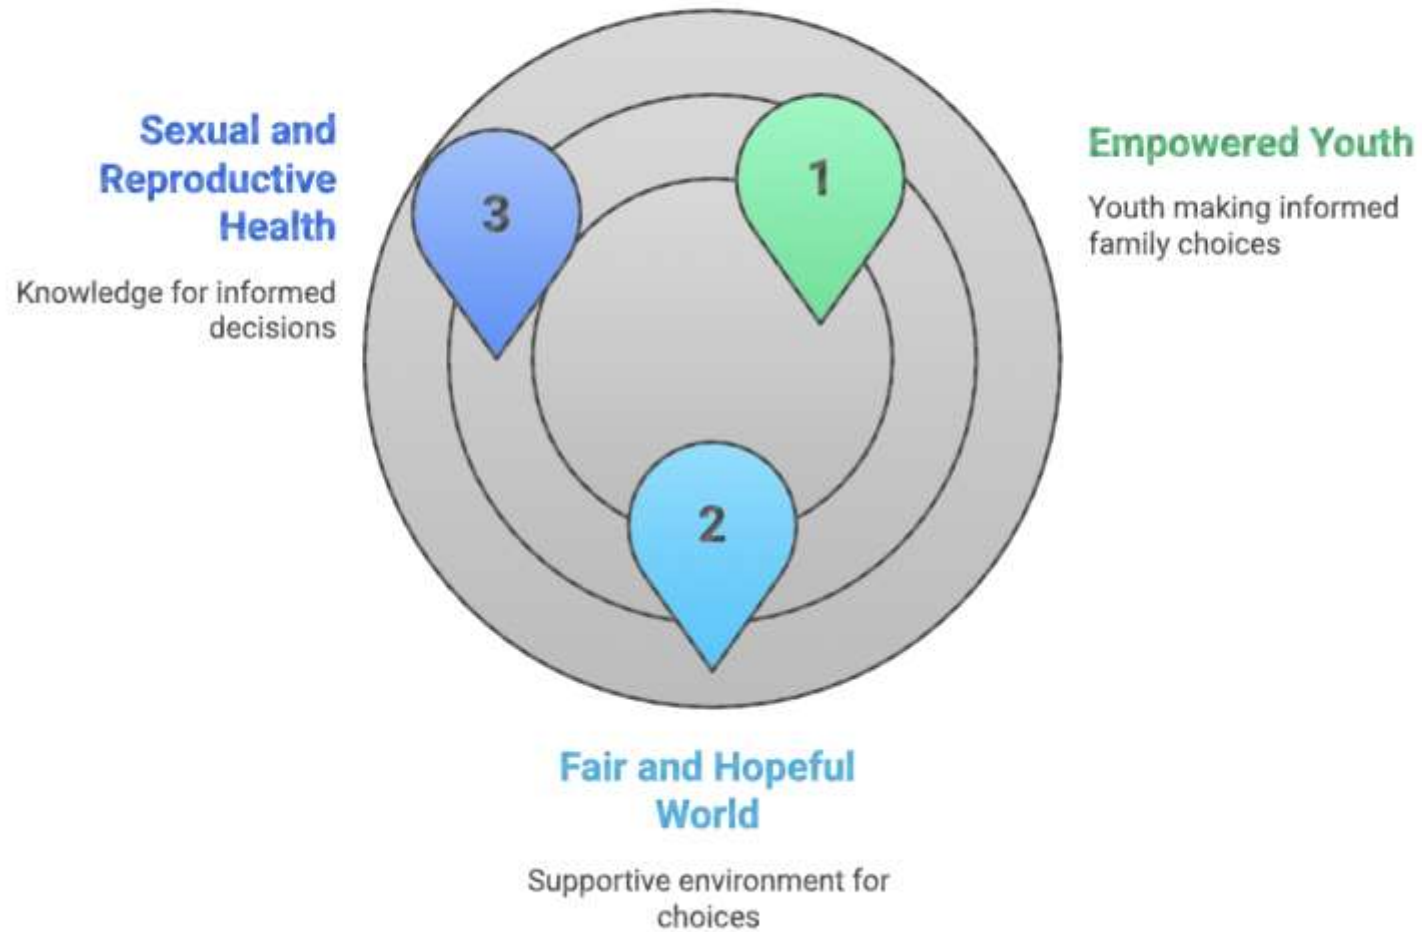 Sexual and
Reproductive
Health
Knowledge for informed
decisions
3
1
Empowered Youth
Youth making informed
family choices
2
Fair and Hopeful
World
Supportive environment for
choices